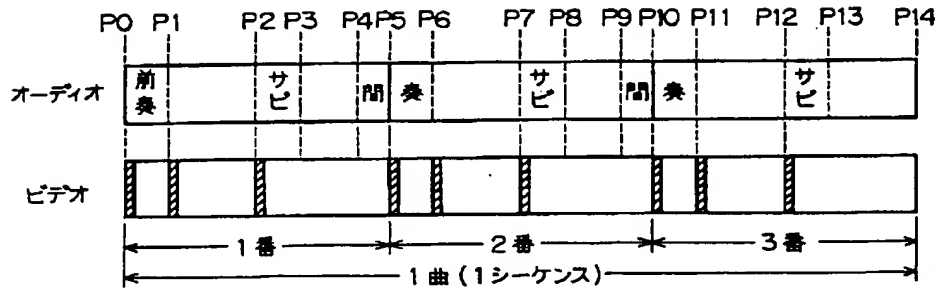 P0 P1 P2 P3 P4 P5 P6 P7 P8 P9 P10 P11 P12 P13 P14
オーディオ 前奏 サビ 間 奏 サビ 間 奏 サビ
ビデオ
1番 2番 3番
1曲(1シーケンス)